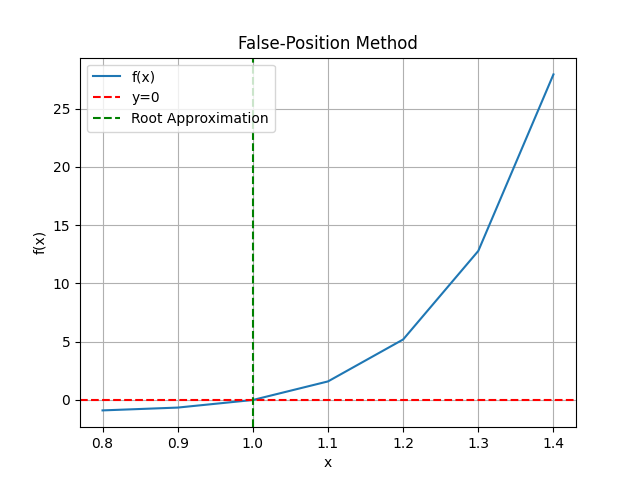 False-Position Method
f(x)
y=0
Root Approximation
25
20
15
10
5
0
f(x)
0.8 0.9 1.0 1.1 1.2 1.3 1.4
x